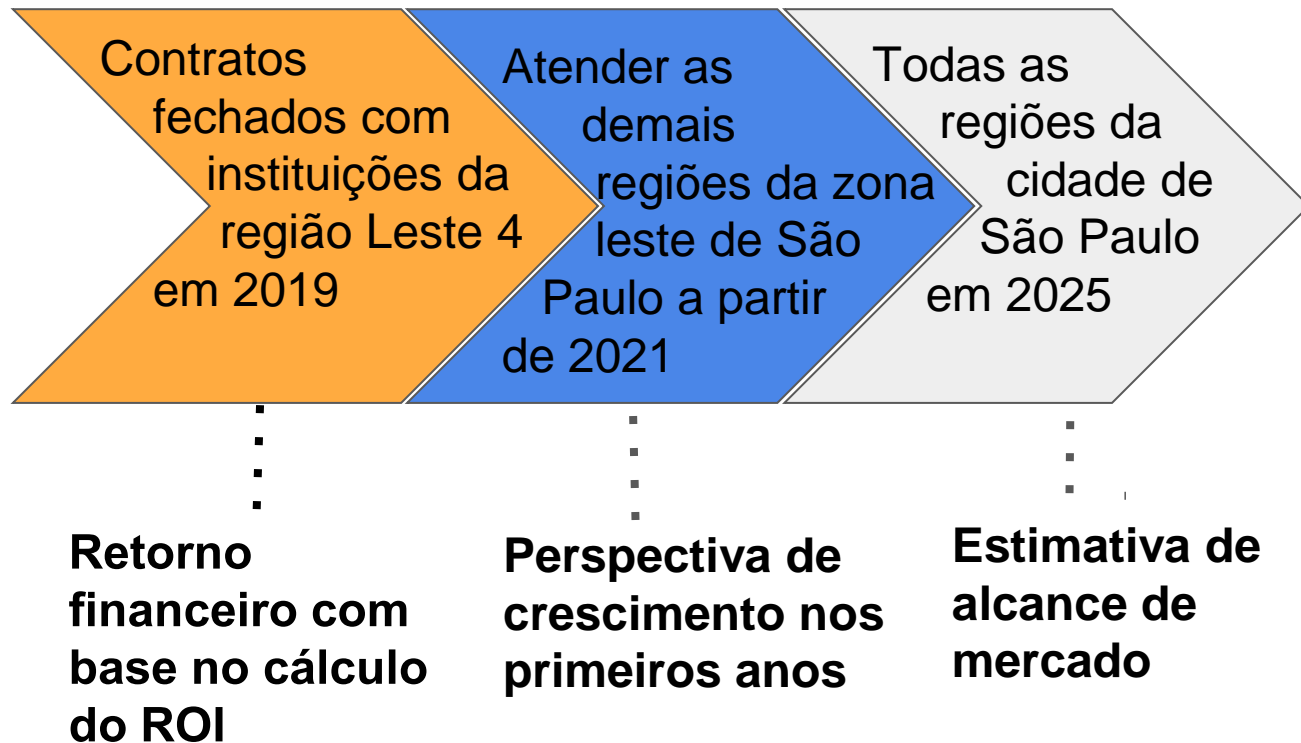 Contratos
fechados com
instituições da
região Leste 4
em 2019
Atender as
demais
regiões da zona
leste de São
Paulo a partir
de 2021
Todas as
regiões da
cidade de
São Paulo
em 2025
Retorno
financeiro com
base no cálculo
do ROI
Perspectiva de
crescimento nos
primeiros anos
Estimativa de
alcance de
mercado